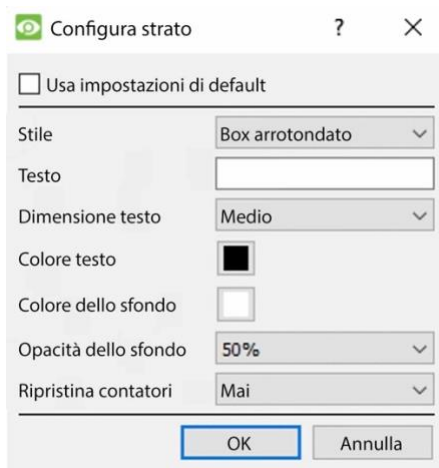 Configura strato ?
Usa impostazioni di default
Stile Box arrotondato
Testo
Dimensione testo Medio
Colore testo
Colore dello sfondo
Opacità dello sfondo 50%
Ripristina contatori Mai
OK Annulla